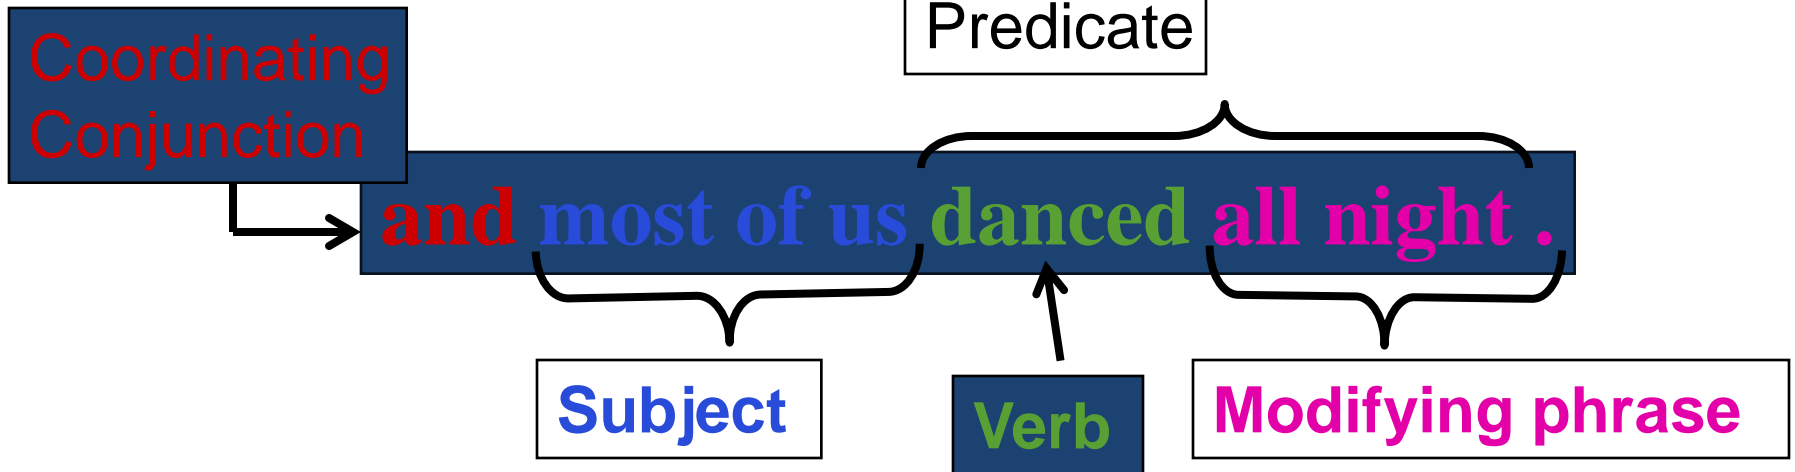 Predicate
Coordinating
Conjunction
and most of us danced all night .
Subject
Verb
Modifying phrase